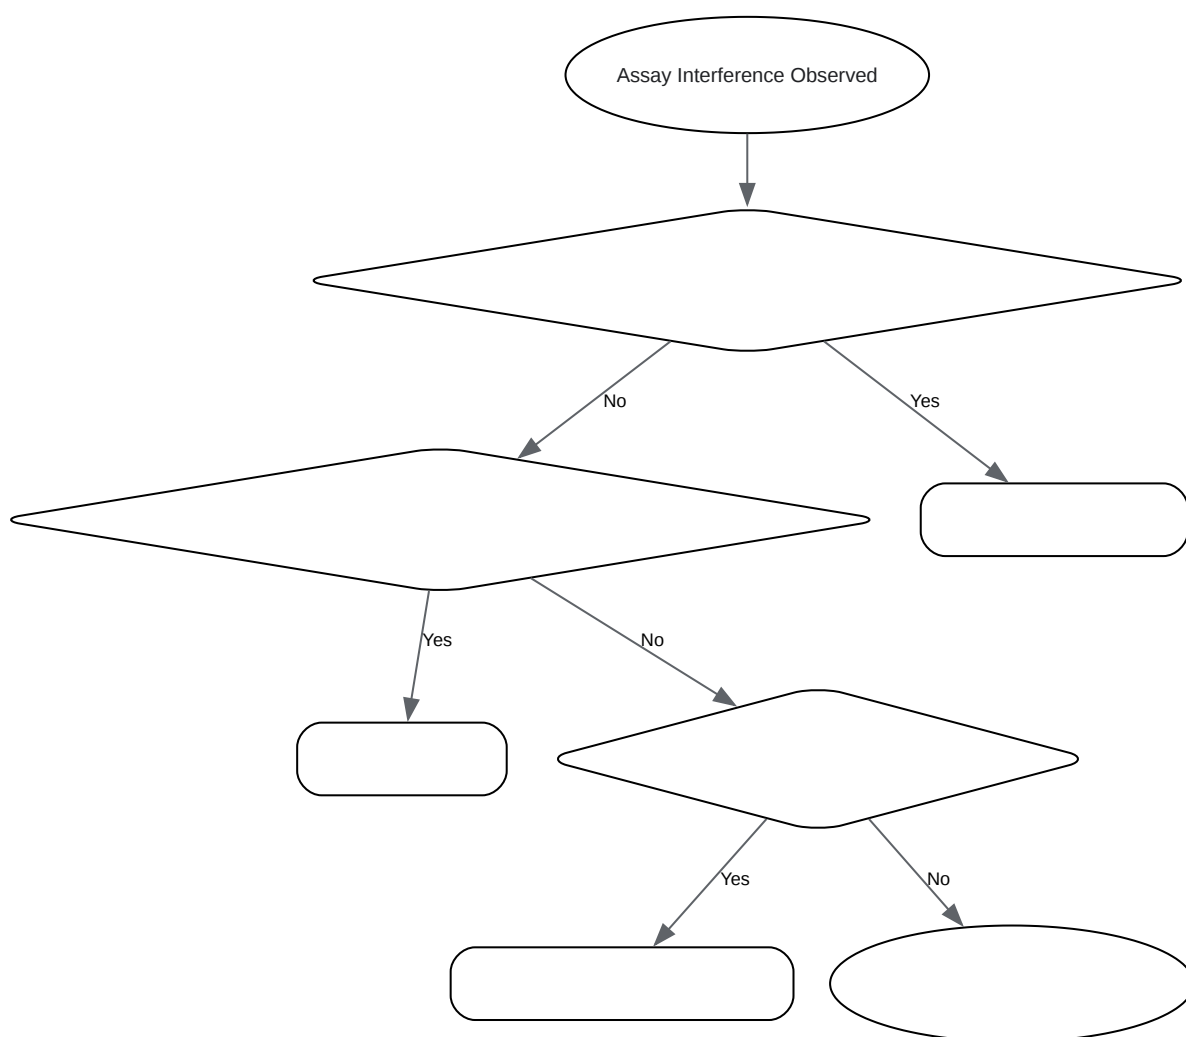 Assay Interference Observed
No
Yes
Yes
No
Yes
No